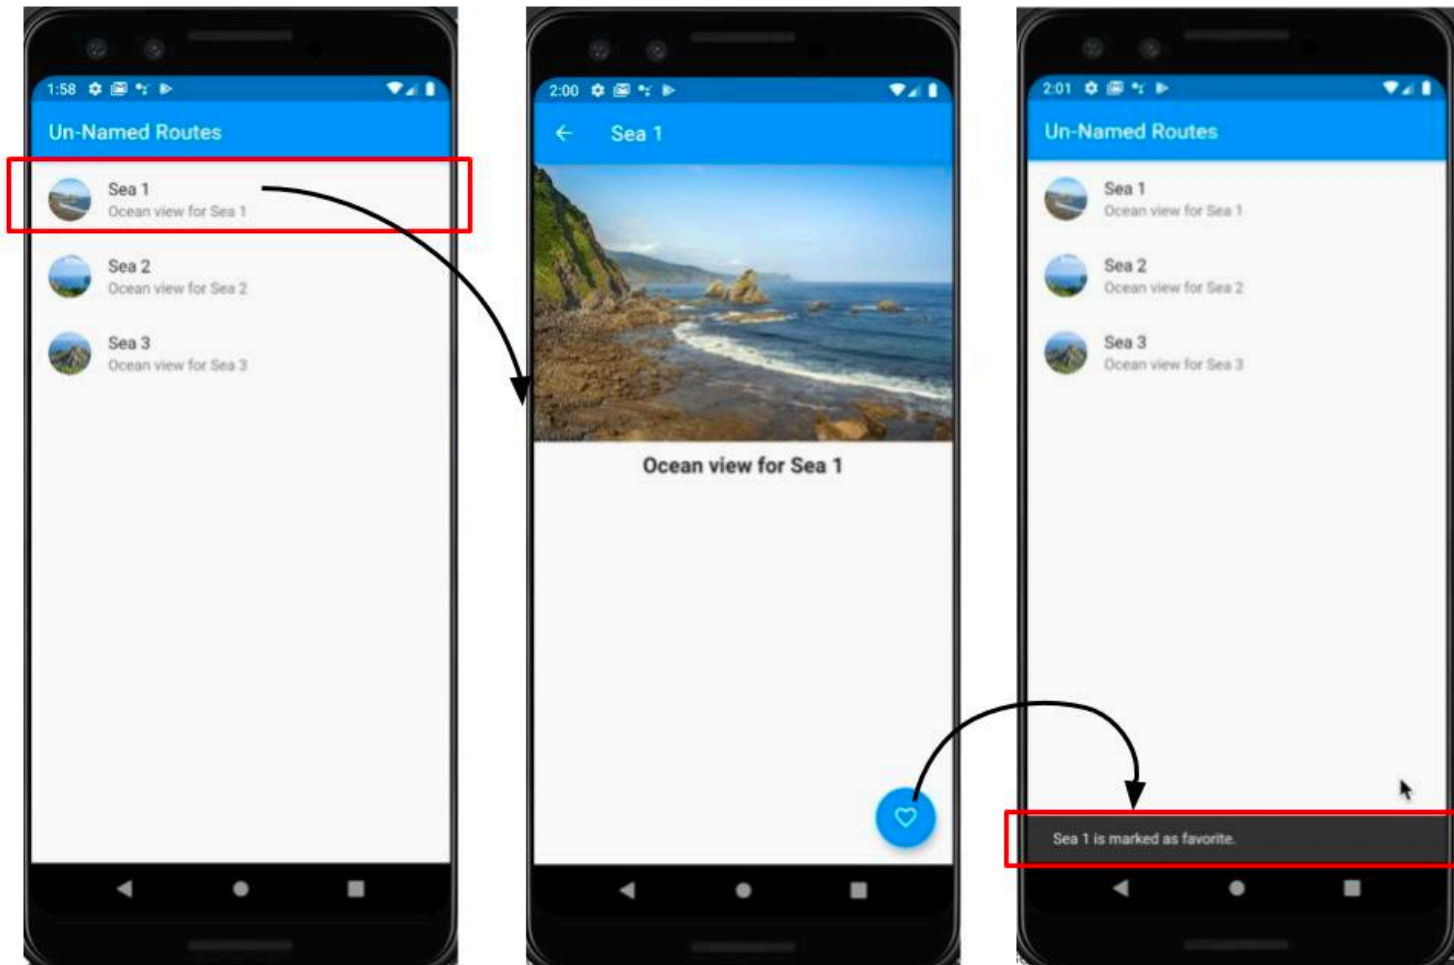 1:58
Un-Named Routes
Sea 1
Ocean view for Sea 1
Sea 2
Ocean view for Sea 2
Sea 3
Ocean view for Sea 3
2:00
Sea 1
Ocean view for Sea 1
2:01
Un-Named Routes
Sea 1
Ocean view for Sea 1
Sea 2
Ocean view for Sea 2
Sea 3
Ocean view for Sea 3
Sea 1 is marked as favorite.